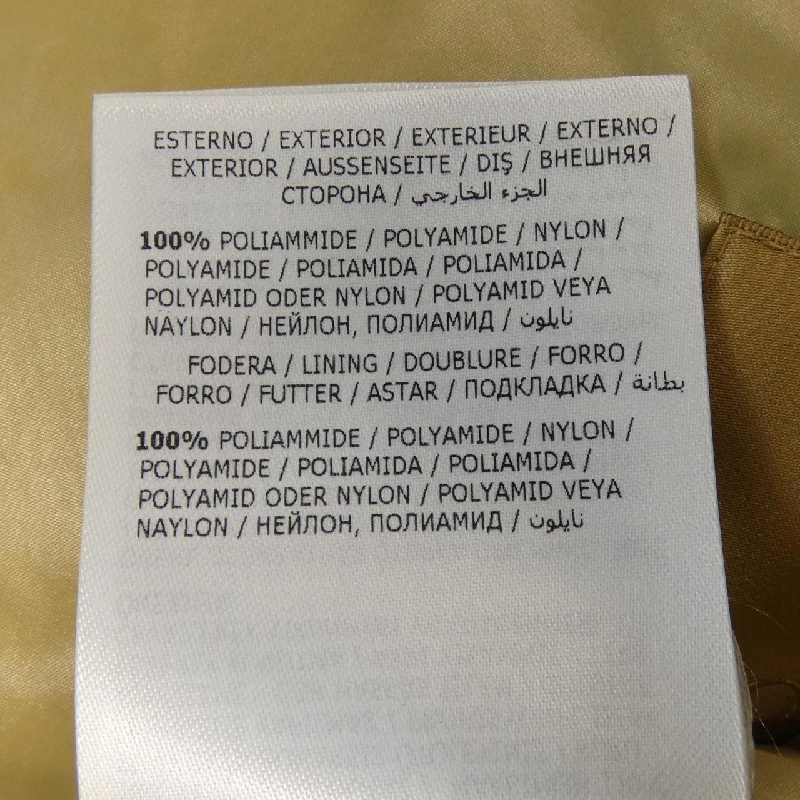 ESTERNO / EXTERIOR / EXTERIEUR / EXTERNO /
EXTERIOR / AUSSENSEITE / DIŞ / ВНЕШНЯЯ
СТОРОНА / الجزء الخارجي
100% POLIAMMIDE / POLYAMIDE / NYLON /
POLYAMIDE / POLIAMIDA / POLIAMIDA /
POLYAMID ODER NYLON / POLYAMID VEYA
NAYLON / НЕЙЛОН, ПОЛИАМИД / نايلون
FODERA / LINING / DOUBLURE / FORRO /
FORRO / FUTTER / ASTAR / ПОДКЛАДКА / بطانة
100% POLIAMMIDE / POLYAMIDE / NYLON /
POLYAMIDE / POLIAMIDA / POLIAMIDA /
POLYAMID ODER NYLON / POLYAMID VEYA
NAYLON / НЕЙЛОН, ПОЛИАМИД / نايلون